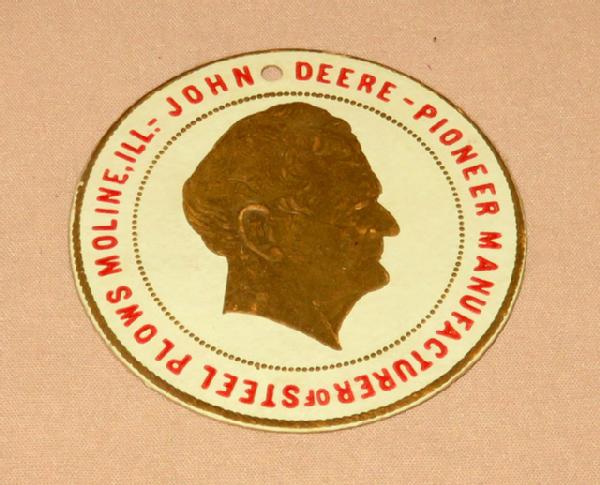 JOHN DEERE - PIONEER MANUFACTURER OF STEEL PLOWS MOLINE, ILL. -